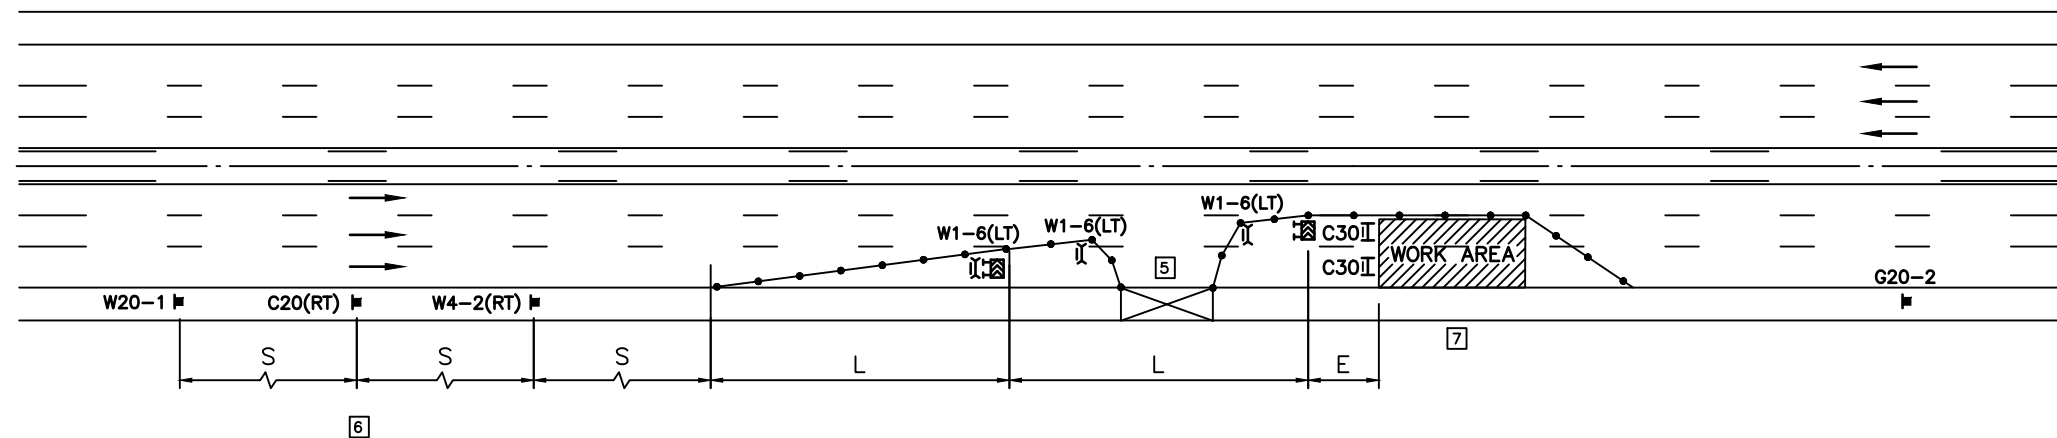 W1-6(LT)
W1-6(LT)
W1-6(LT)
C30
WORK AREA
C30
5
G20-2
W20-1
C20(RT)
W4-2(RT)
7
S
S
S
L
L
E
6